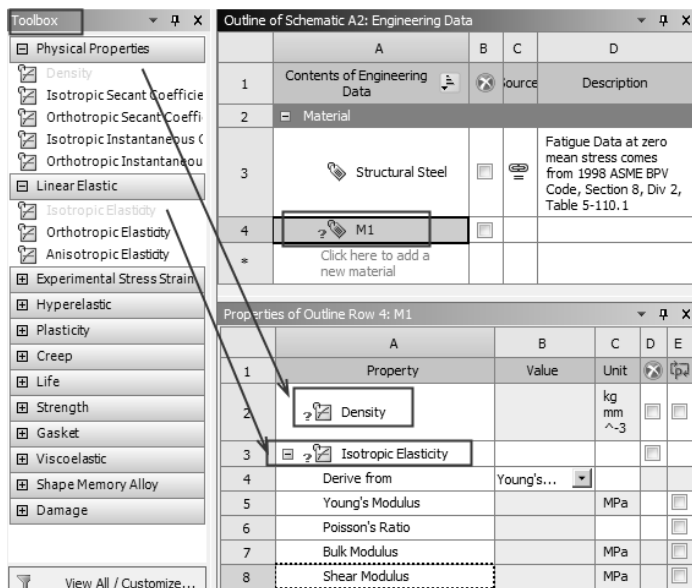 Toolbox
Physical Properties
Density
Isotropic Secant Coefficie
Orthotropic Secant Coeffi
Isotropic Instantaneous C
Orthotropic Instantaneou
Linear Elastic
Isotropic Elasticity
Orthotropic Elasticity
Anisotropic Elasticity
Experimental Stress Strain
Hyperelastic
Plasticity
Creep
Life
Strength
Gasket
Viscoelastic
Shape Memory Alloy
Damage
View All / Customize...
Outline of Schematic A2: Engineering Data
A B C D
1 Contents of Engineering Data Source Description
2 Material
3 Structural Steel
Fatigue Data at zero
mean stress comes
from 1998 ASME BPV
Code, Section 8, Div 2,
Table 5-110.1
4 ? M1
* Click here to add a
new material
Properties of Outline Row 4: M1
A B C D E
1 Property Value Unit
2 ? Density kg
mm
^-3
3 ? Isotropic Elasticity
4 Derive from Young's...
5 Young's Modulus MPa
6 Poisson's Ratio
7 Bulk Modulus MPa
8 Shear Modulus MPa